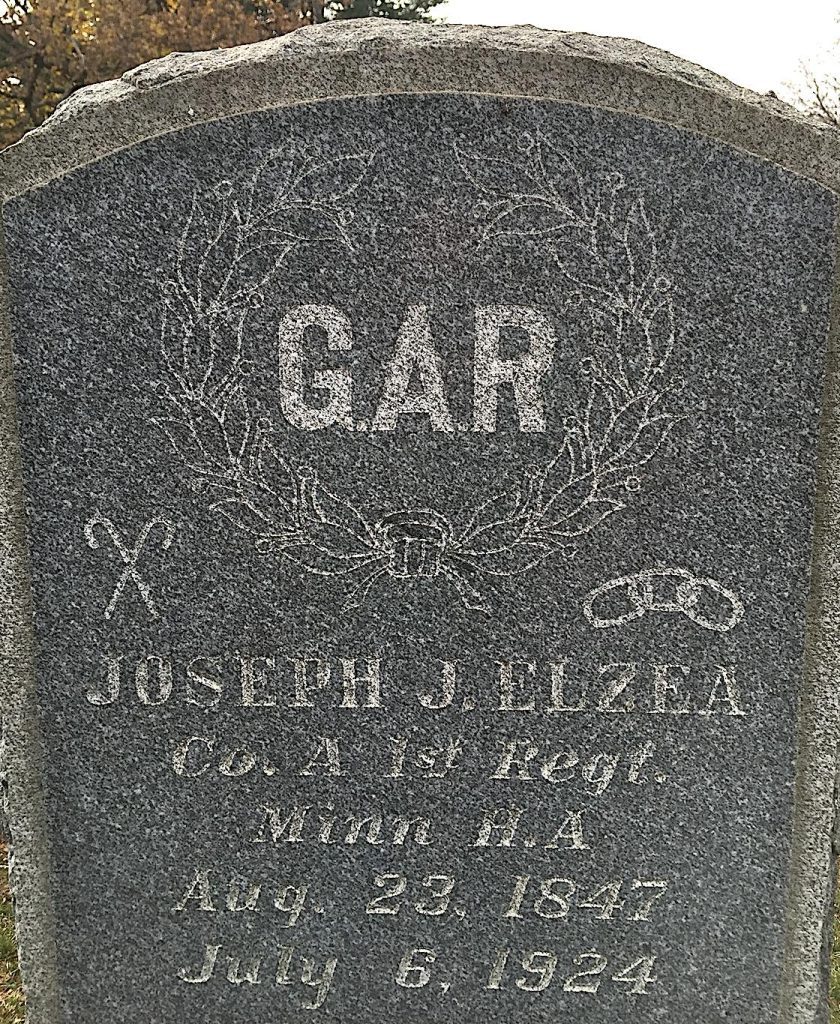 G.A.R
JOSEPH J. ELZEA
Co. A 1st Regt.
Minn H.A
Aug. 23, 1847
July 6, 1924